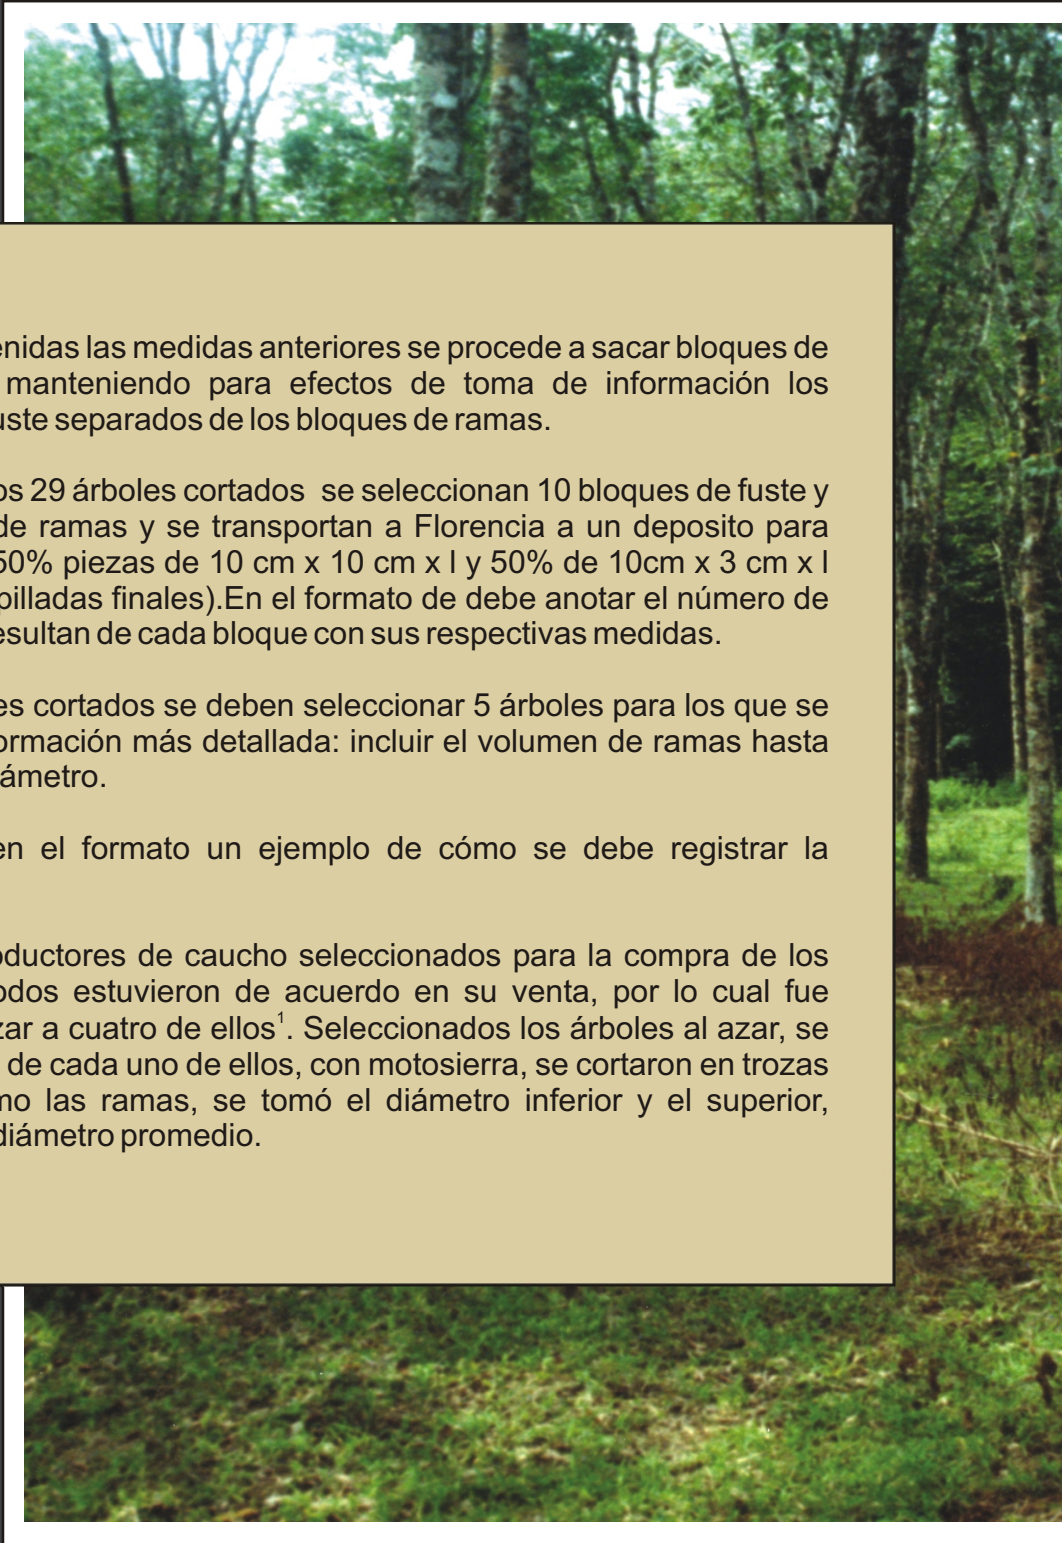 enidas las medidas anteriores se procede a sacar bloques de
manteniendo para efectos de toma de información los
uste separados de los bloques de ramas.
os 29 árboles cortados se seleccionan 10 bloques de fuste y
de ramas y se transportan a Florencia a un deposito para
50% piezas de 10 cm x 10 cm x l y 50% de 10cm x 3 cm x l
pilladas finales).En el formato de debe anotar el número de
esultan de cada bloque con sus respectivas medidas.
es cortados se deben seleccionar 5 árboles para los que se
ormación más detallada: incluir el volumen de ramas hasta
ámetro.
en el formato un ejemplo de cómo se debe registrar la
oductores de caucho seleccionados para la compra de los
odos estuvieron de acuerdo en su venta, por lo cual fue
zar a cuatro de ellos¹. Seleccionados los árboles al azar, se
de cada uno de ellos, con motosierra, se cortaron en trozas
mo las ramas, se tomó el diámetro inferior y el superior,
diámetro promedio.